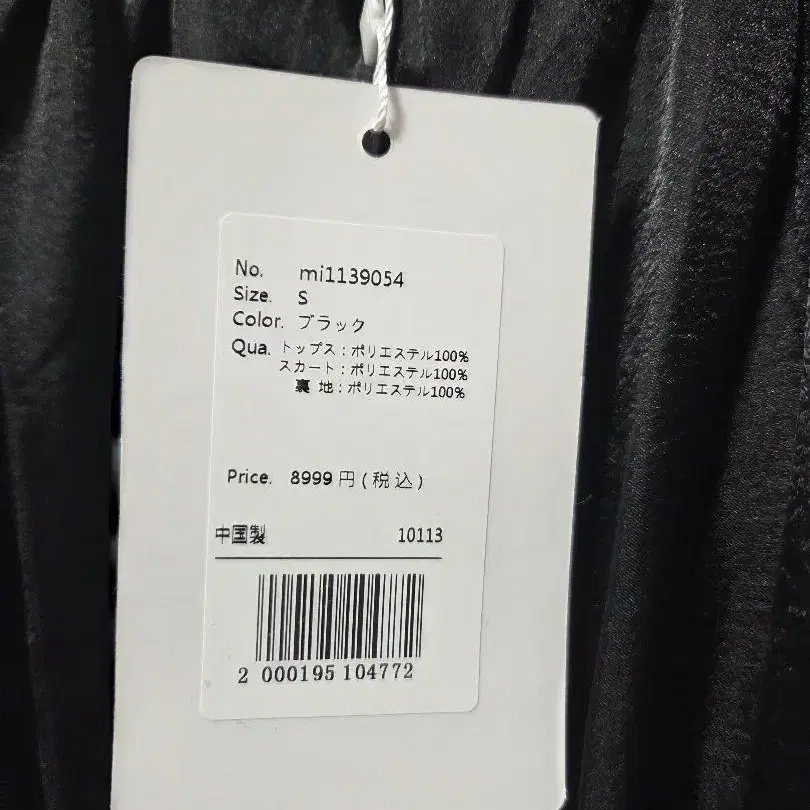 No. mi1139054
Size. S
Color. ブラック
Qua. トップス：ポリエステル100%
スカート：ポリエステル100%
裏 地：ポリエステル100%
Price. 8999 円 ( 税 込 )
中国製 10113
2 000195 104772